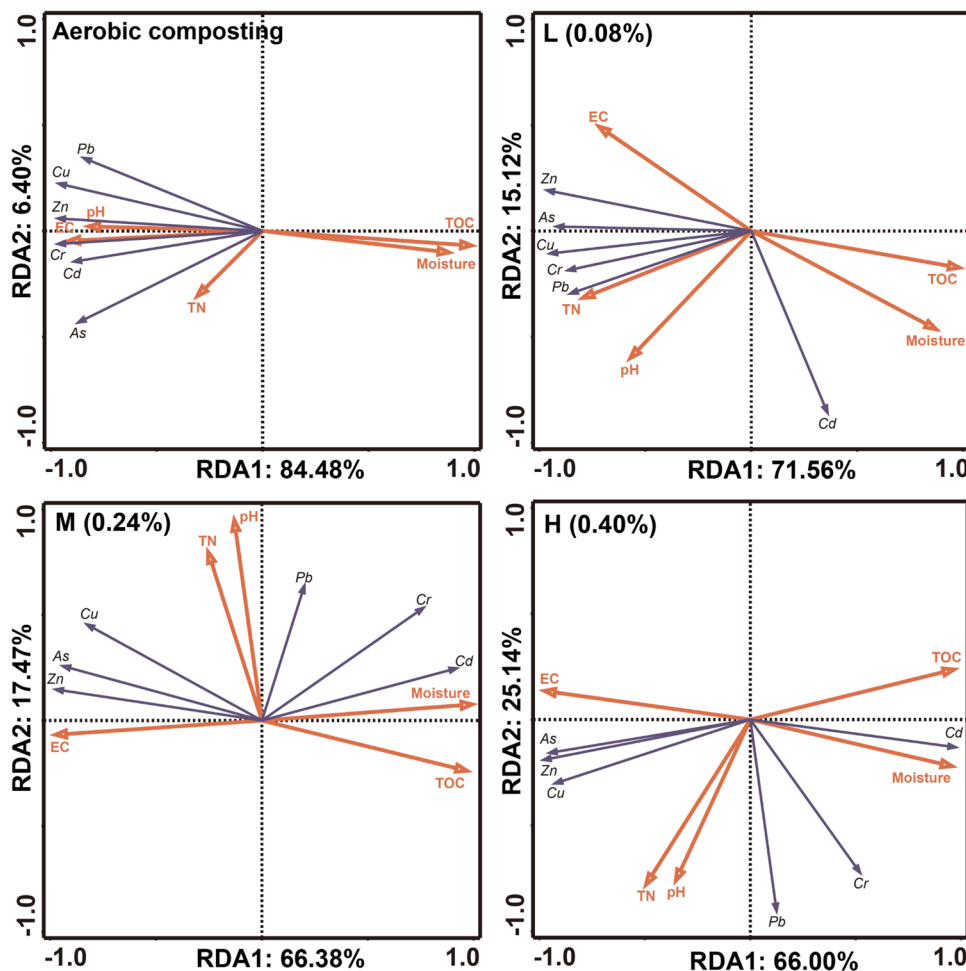 Aerobic composting
1.0
RDA2: 6.40%
-1.0
Pb
Cu
Zn
pH
EC
Cr
Cd
As
TN
TOC
Moisture
-1.0
RDA1: 84.48%
1.0
L (0.08%)
RDA2: 15.12%
EC
Zn
As
Cu
Cr
Pb
TN
pH
TOC
Moisture
Cd
-1.0
RDA1: 71.56%
1.0
M (0.24%)
1.0
RDA2: 17.47%
-1.0
pH
TN
Pb
Cr
Cu
As
Zn
Cd
Moisture
EC
TOC
-1.0
RDA1: 66.38%
1.0
H (0.40%)
RDA2: 25.14%
EC
TOC
As
Zn
Cu
Cd
Moisture
TN
pH
Cr
Pb
-1.0
RDA1: 66.00%
1.0
1.0
-1.0
1.0
-1.0